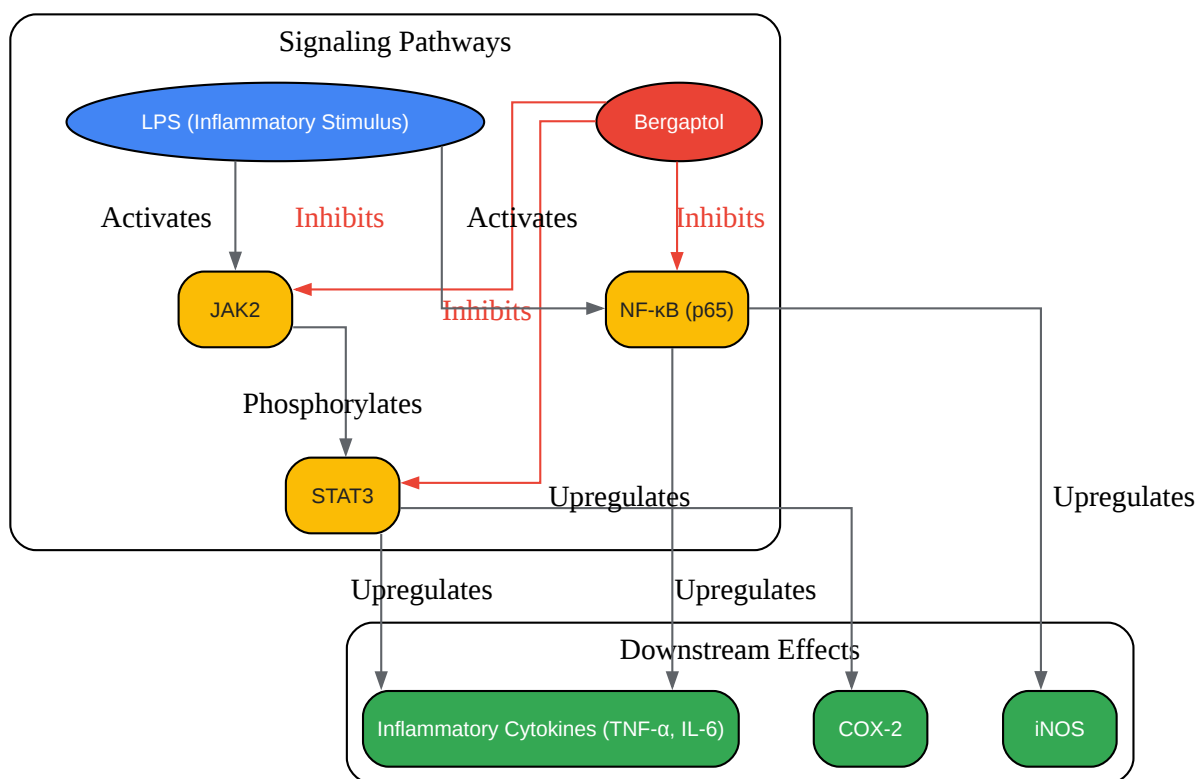 Signaling Pathways
LPS (Inflammatory Stimulus)
Bergaptol
Activates
Inhibits
Activates
Inhibits
JAK2
Inhibits
NF-κB (p65)
Phosphorylates
STAT3
Upregulates
Upregulates
Upregulates
Upregulates
Downstream Effects
Inflammatory Cytokines (TNF-α, IL-6)
COX-2
iNOS